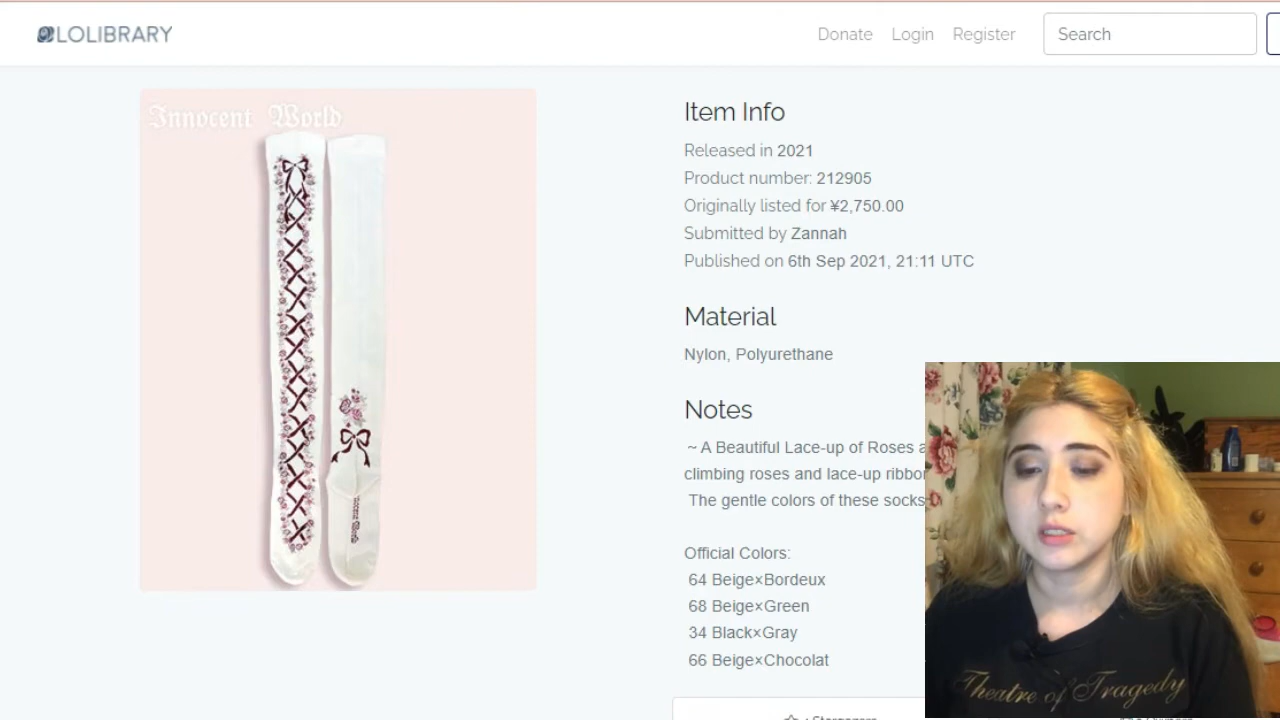 LOLIBRARY
Donate Login Register Search
Innocent World
Item Info
Released in 2021
Product number: 212905
Originally listed for ¥2,750.00
Submitted by Zannah
Published on 6th Sep 2021, 21:11 UTC
Material
Nylon, Polyurethane
Notes
~ A Beautiful Lace-up of Roses
climbing roses and lace-up
The gentle colors of these socks
Official Colors:
64 Beige×Bordeux
68 Beige×Green
34 Black×Gray
66 Beige×Chocolat
Theatre of Tragedy